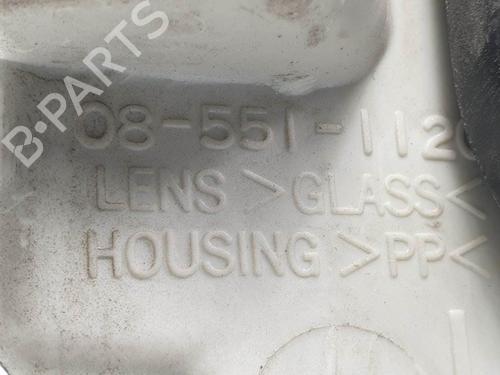 B-PARTS
08-551-112
LENS >GLASS<
HOUSING >PP<